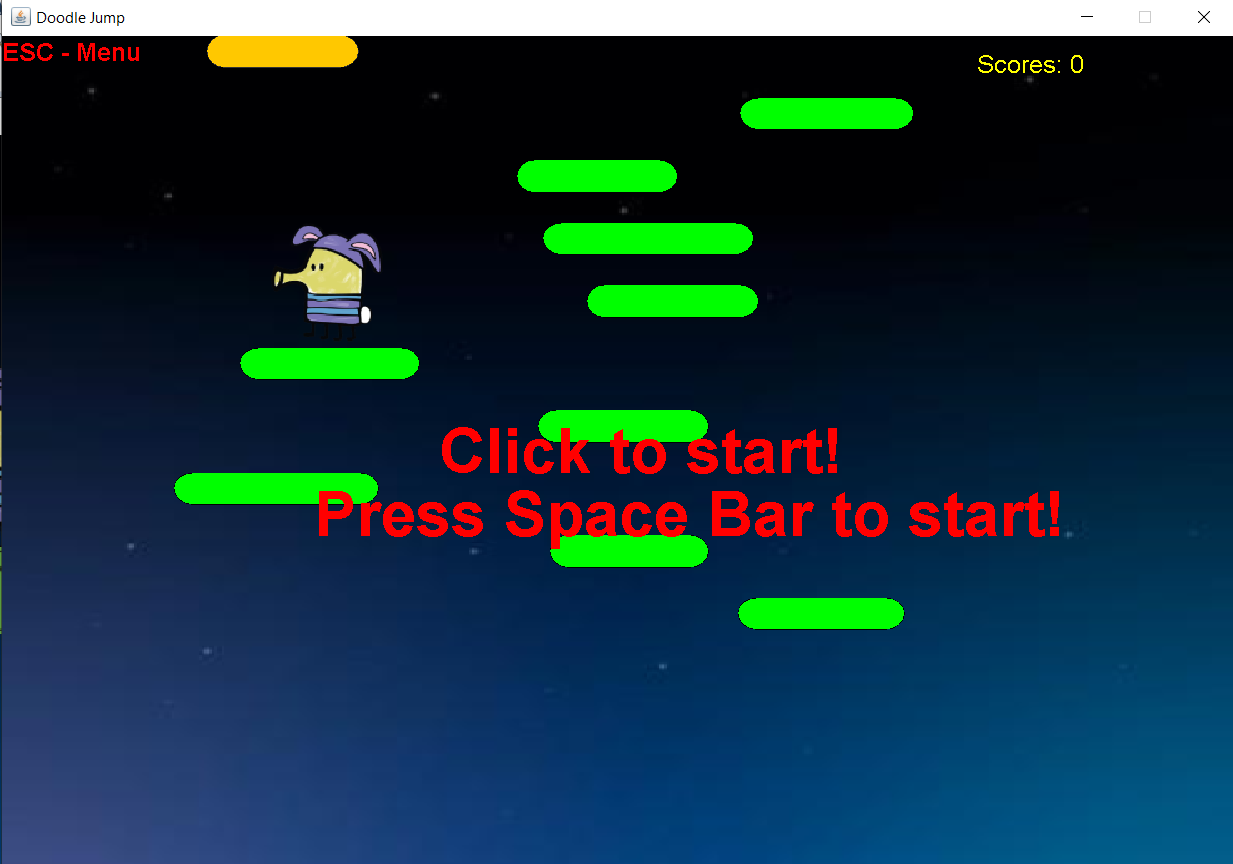 Doodle Jump
ESC - Menu
Scores: 0
Click to start!
Press Space Bar to start!